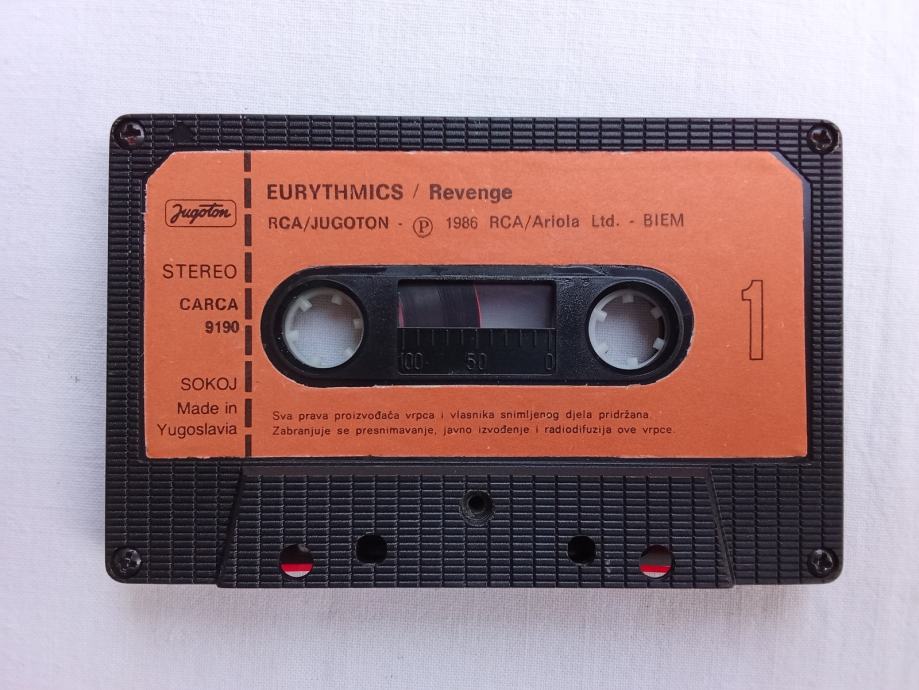 EURYTHMICS / Revenge
RCA/JUGOTON - Ⓟ 1986 RCA/Ariola Ltd. - BIEM
Jugoton
STEREO
CARCA
9190
SOKOJ
Made in
Yugoslavia
100 50 0
1
Sva prava proizvođača vrpca i vlasnika snimljenog djela pridržana.
Zabranjuje se presnimavanje, javno izvođenje i radiodifuzija ove vrpce.